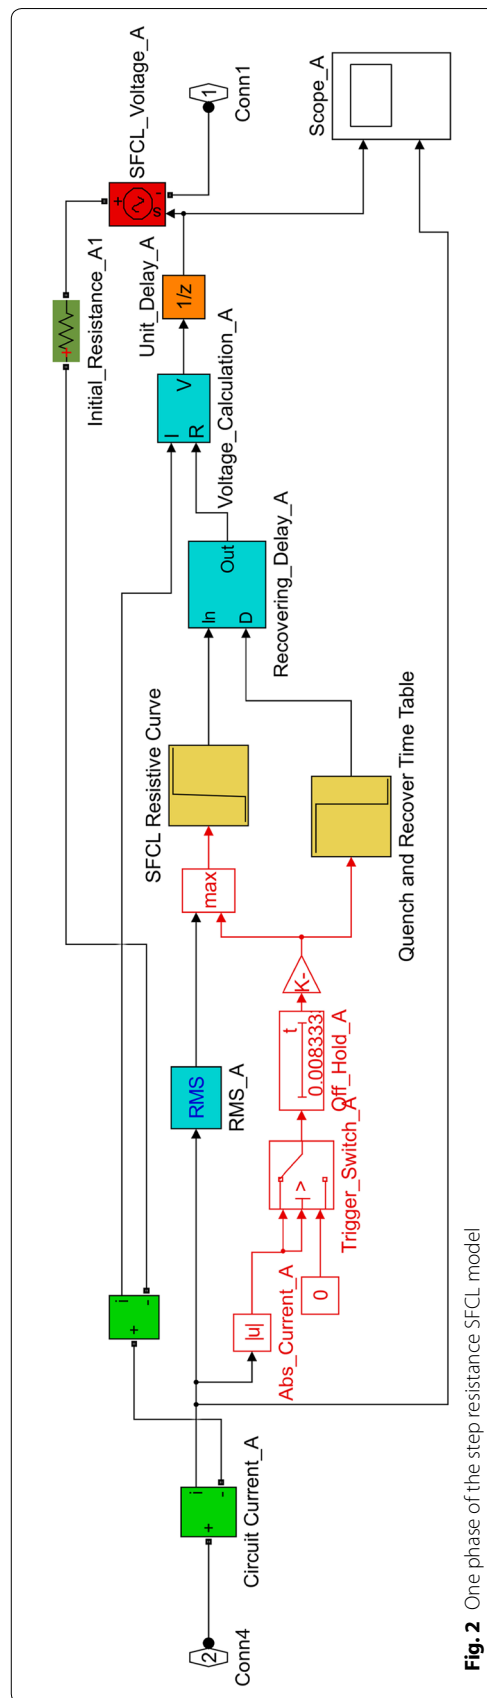 2
Conn4
+
-
i
Circuit Current_A
+
-
i
|u|
Abs_Current_A
0
>
Trigger_Switch_A
t
0.008333
Off_Hold_A
K-
RMS
RMS_A
max
SFCL Resistive Curve
Quench and Recover Time Table
In
D
Out
Recovering_Delay_A
I
R
V
Voltage_Calculation_A
1/z
Unit_Delay_A
+
Initial_Resistance_A1
+
-
s
SFCL_Voltage_A
1
Conn1
Scope_A
Fig. 2 One phase of the step resistance SFCL model